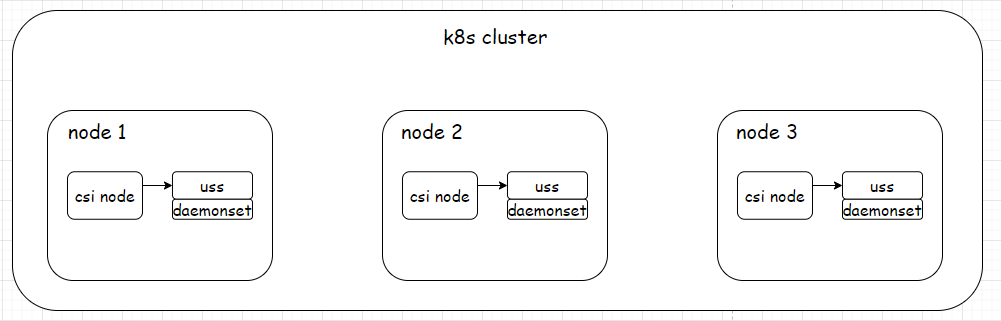 k8s cluster
node 1
csi node
uss
daemonset
node 2
csi node
uss
daemonset
node 3
csi node
uss
daemonset